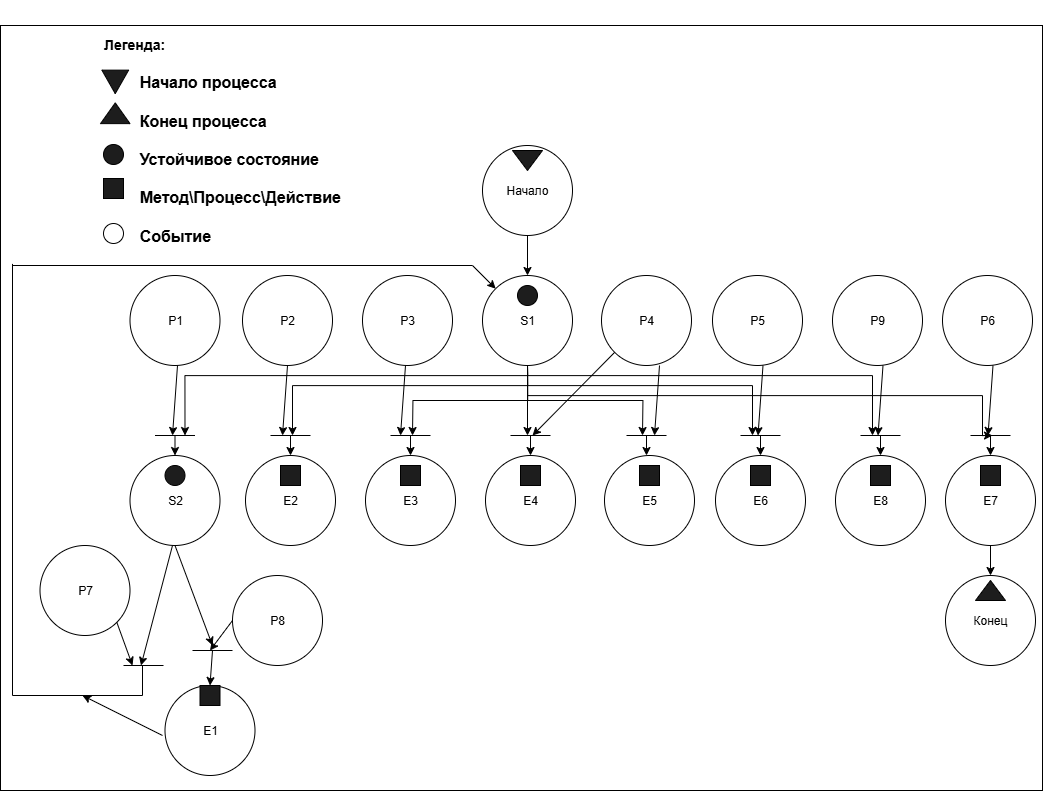 Легенда:
Начало процесса
Конец процесса
Устойчивое состояние
Метод\Процесс\Действие
Событие
Начало
P1
P2
P3
S1
P4
P5
P9
P6
S2
E2
E3
E4
E5
E6
E8
E7
P7
P8
Конец
E1